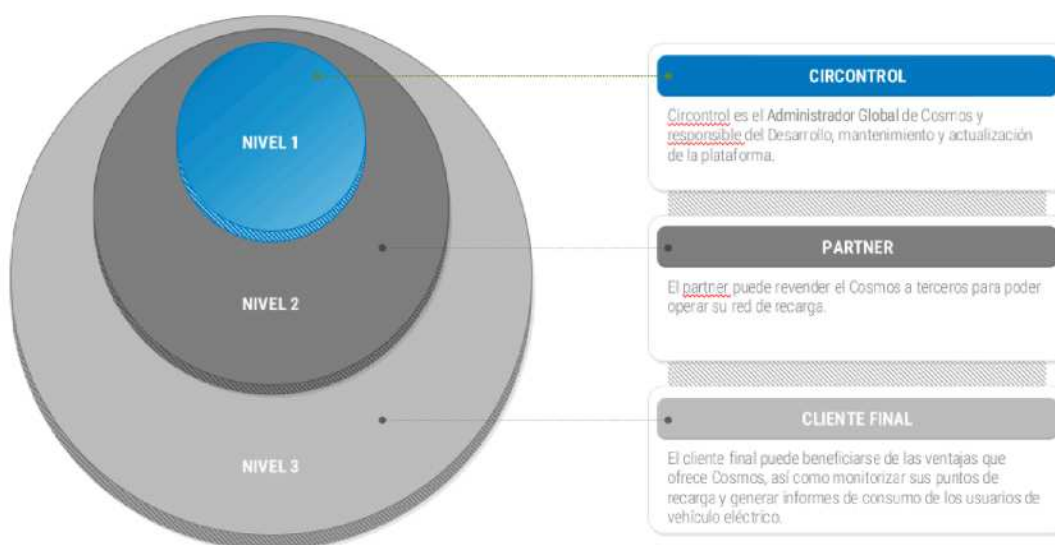 NIVEL 1
NIVEL 2
NIVEL 3
CIRCONTROL
Circontrol es el Administrador Global de Cosmos y
responsible del Desarrollo, mantenimiento y actualización
de la plataforma.
PARTNER
El partner puede revender el Cosmos a terceros para poder
operar su red de recarga.
CLIENTE FINAL
El cliente final puede beneficiarse de las ventajas que
ofrece Cosmos, así como monitorizar sus puntos de
recarga y generar informes de consumo de los usuarios de
vehículo eléctrico.